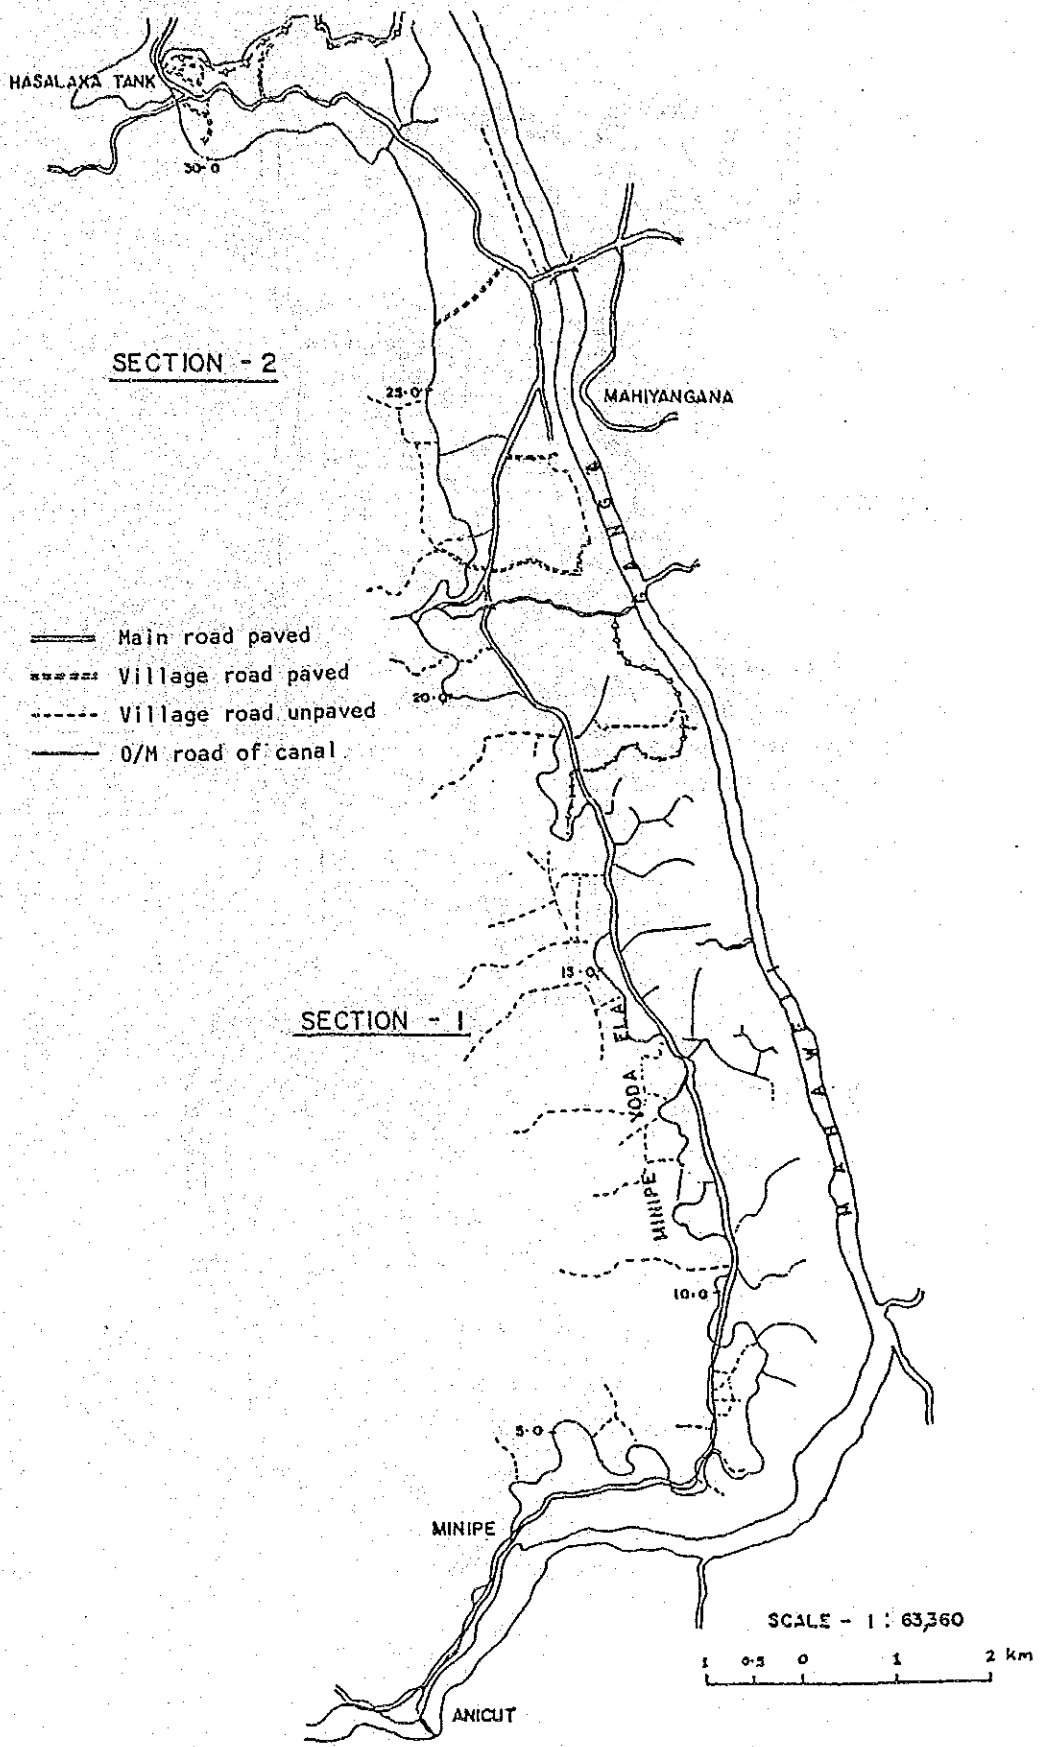 HASALAXA TANK
30·0
SECTION - 2
25·0
MAHIYANGANA
Main road paved
Village road paved
Village road unpaved
O/M road of canal
20·0
15·0
SECTION - 1
MINIPE YODA ELA
MAHAWELI GANGA
10·0
5·0
MINIPE
SCALE - 1 : 63,360
1 0·5 0 1 2 km
ANICUT